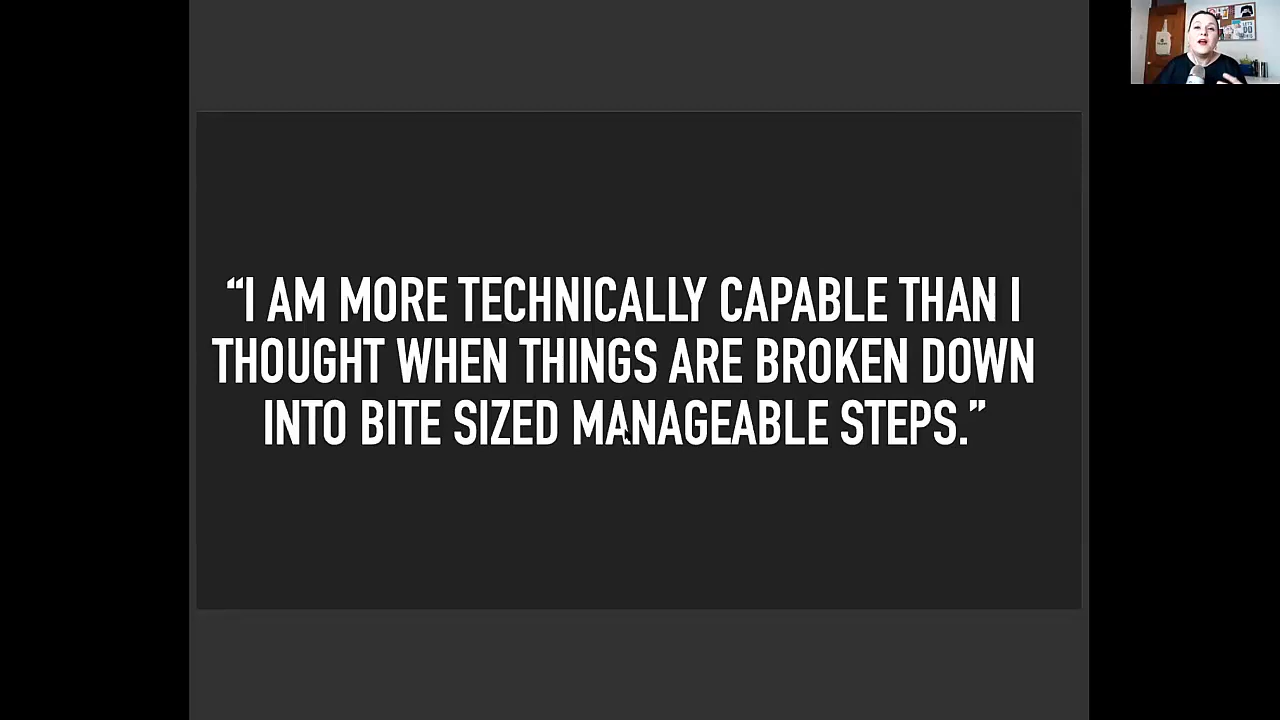 “I AM MORE TECHNICALLY CAPABLE THAN I
THOUGHT WHEN THINGS ARE BROKEN DOWN
INTO BITE SIZED MANAGEABLE STEPS.”